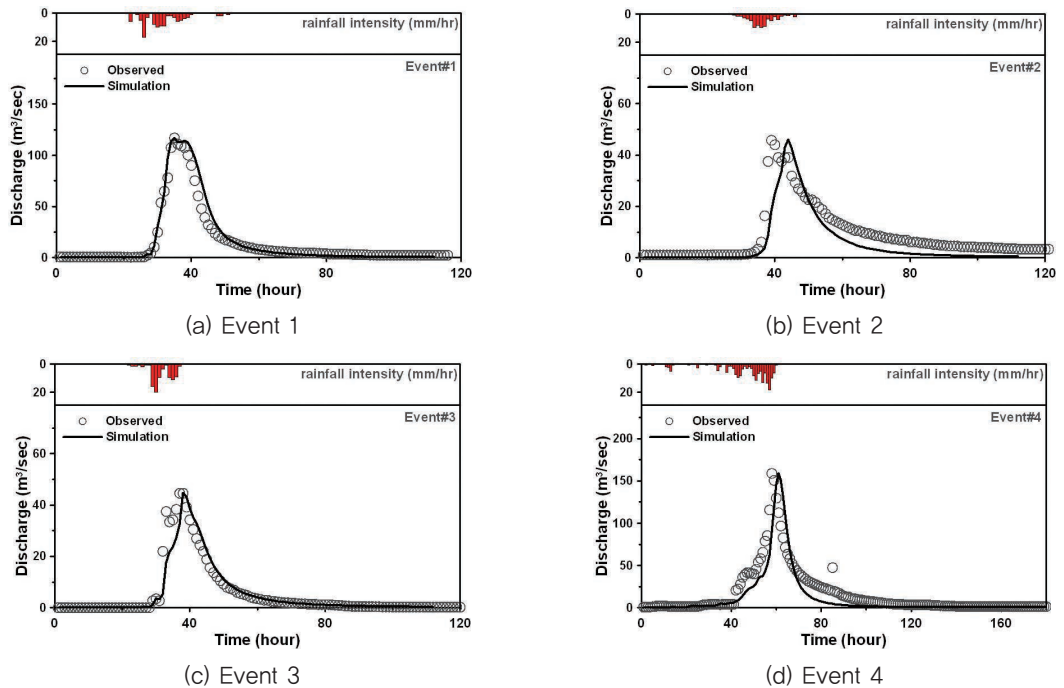 0
20
rainfall intensity (mm/hr)
Event#1
Observed
Simulation
150
100
50
0
Discharge (m³/sec)
0 40 80 120
Time (hour)
(a) Event 1
0
20
rainfall intensity (mm/hr)
Event#2
Observed
Simulation
60
40
20
0
Discharge (m³/sec)
0 40 80 120
Time (hour)
(b) Event 2
0
20
rainfall intensity (mm/hr)
Event#3
Observed
Simulation
60
40
20
0
Discharge (m³/sec)
0 40 80 120
Time (hour)
(c) Event 3
0
20
rainfall intensity (mm/hr)
Event#4
Observed
Simulation
200
150
100
50
0
Discharge (m³/sec)
0 40 80 120 160
Time (hour)
(d) Event 4